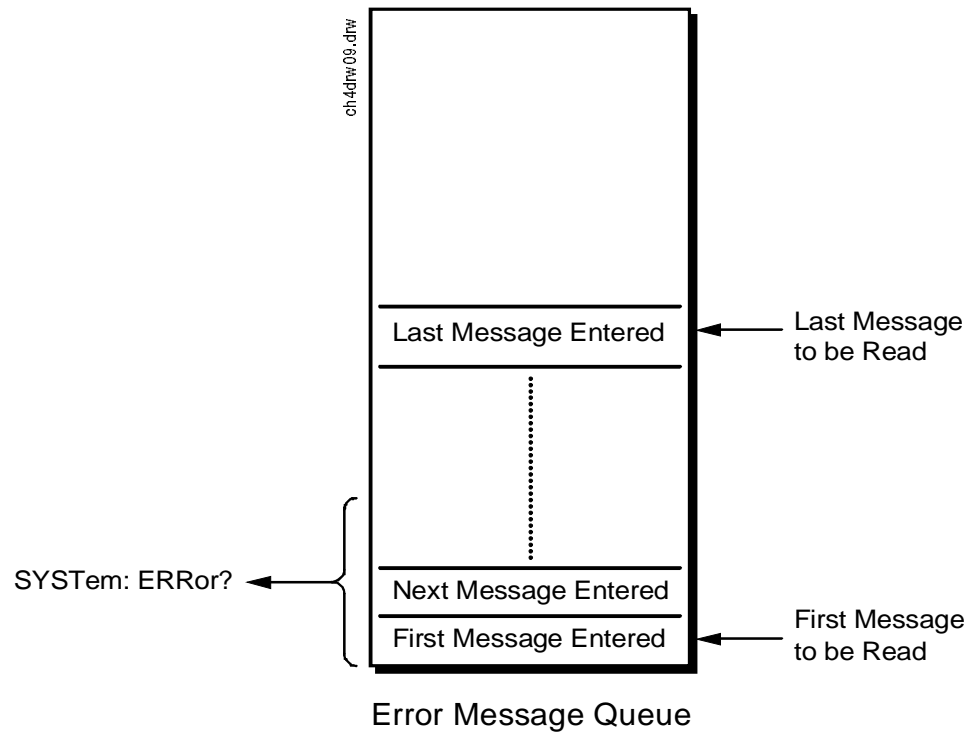 ch4drw09.drw
Last Message Entered
Last Message
to be Read
SYSTem: ERRor?
Next Message Entered
First Message Entered
First Message
to be Read
Error Message Queue